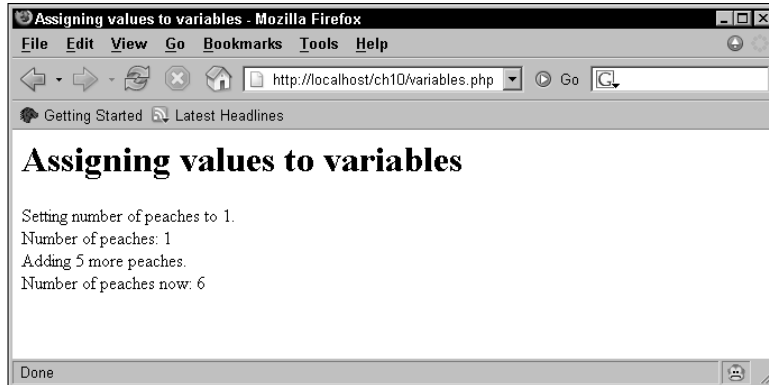 Assigning values to variables - Mozilla Firefox
File Edit View Go Bookmarks Tools Help
http://localhost/ch10/variables.php Go G
Getting Started Latest Headlines
Assigning values to variables
Setting number of peaches to 1.
Number of peaches: 1
Adding 5 more peaches.
Number of peaches now: 6
Done